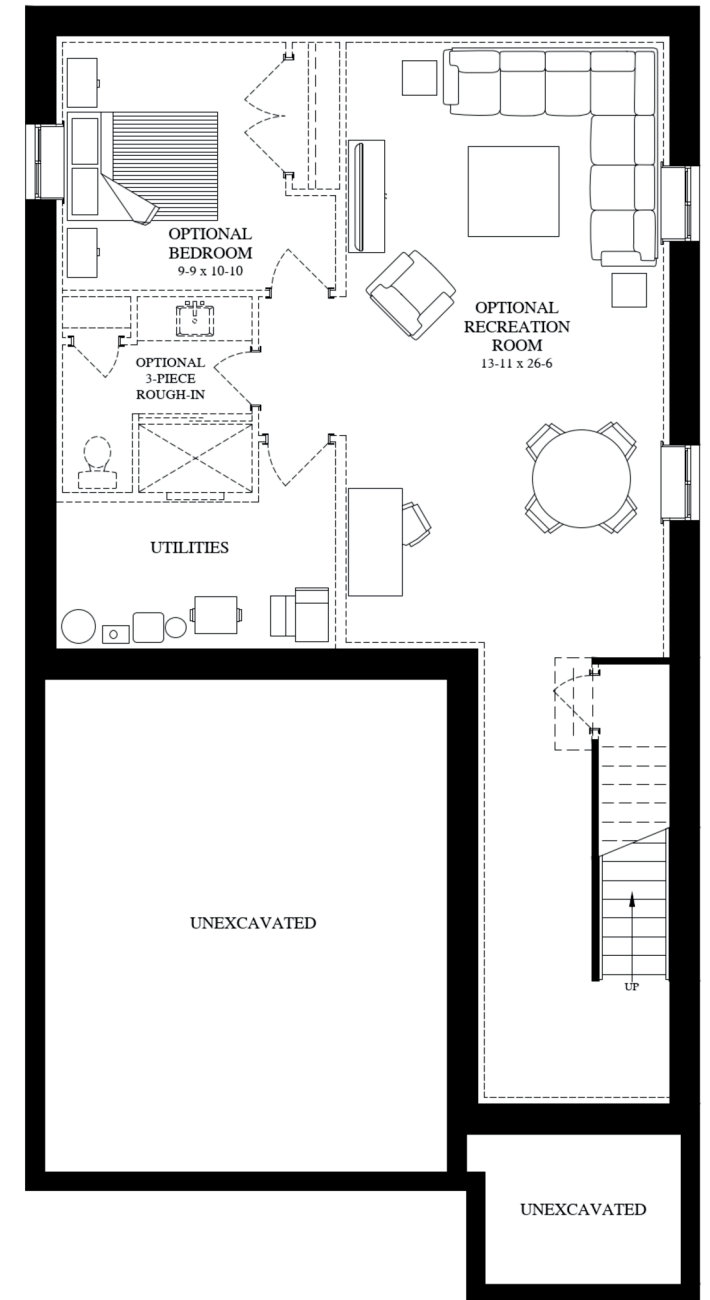 OPTIONAL
BEDROOM
9-9 x 10-10
OPTIONAL
RECREATION
ROOM
13-11 x 26-6
OPTIONAL
3-PIECE
ROUGH-IN
UTILITIES
UNEXCAVATED
UP
UNEXCAVATED